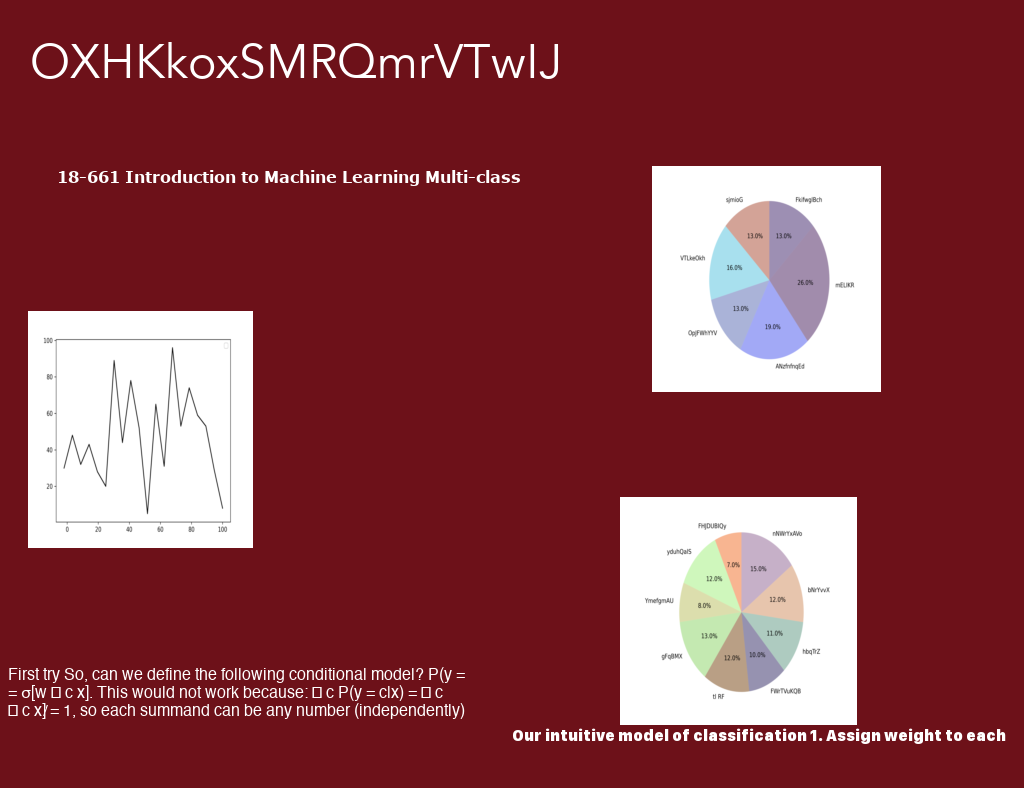 OXHKkoxSMRQmrVTwIJ
18-661 Introduction to Machine Learning Multi-class
sjmioG
FkifwglBch
13.0%
13.0%
VTLkeOkh
16.0%
26.0%
mELIKR
13.0%
19.0%
OpjFWhYYV
ANzfnfnqEd
100
80
60
40
20
0 20 40 60 80 100
FHJDUBIQy
nNWrYxAVo
yduhQalS
7.0%
15.0%
12.0%
bNrYvvX
YmefgmAU
8.0%
12.0%
13.0%
11.0%
gFqBMX
12.0%
10.0%
hbqTrZ
tl RF
FWrTVuKQB
First try So, can we define the following conditional model? P(y =
= σ[w c x]. This would not work because: c P(y = c|x) = c
c x]≠ = 1, so each summand can be any number (independently)
Our intuitive model of classification 1. Assign weight to each